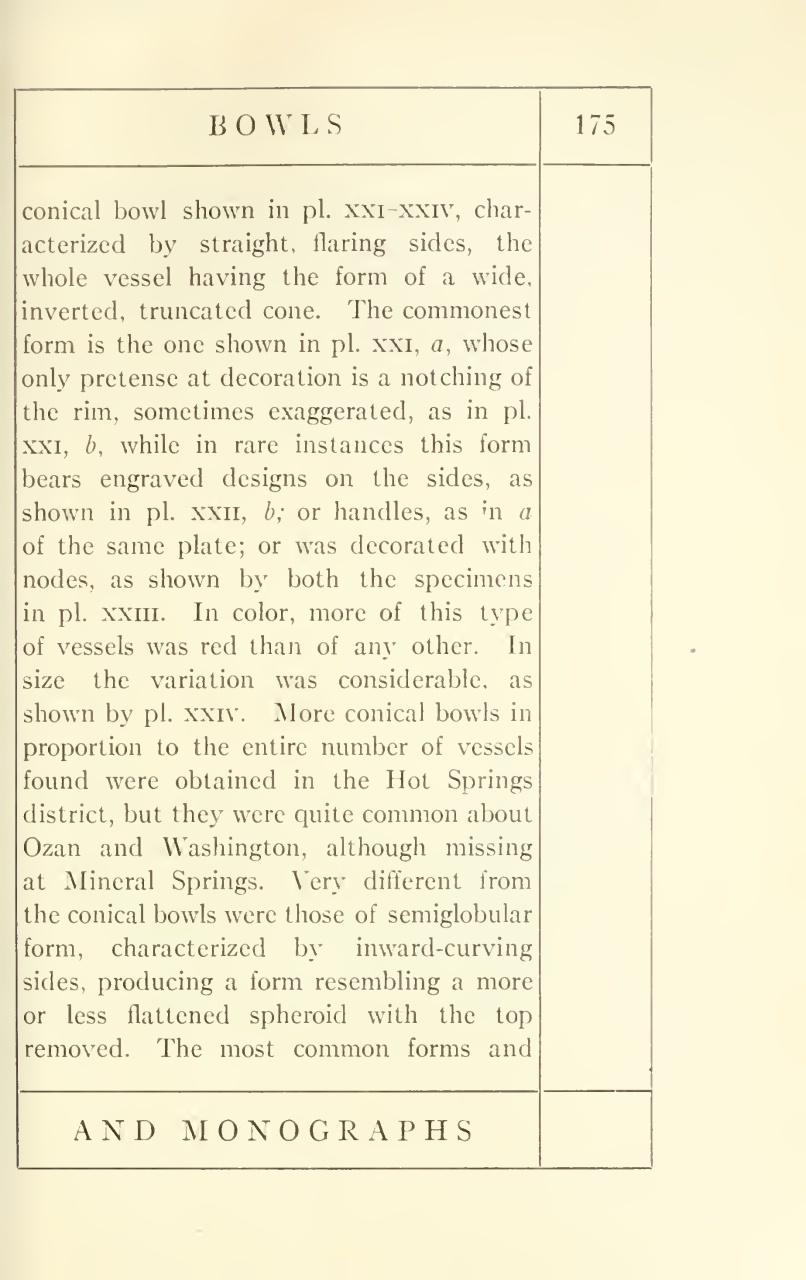 BOWLS
175
conical bowl shown in pl. XXI-XXIV, char-
acterized by straight, flaring sides, the
whole vessel having the form of a wide,
inverted, truncated cone. The commonest
form is the one shown in pl. XXI, a, whose
only pretense at decoration is a notching of
the rim, sometimes exaggerated, as in pl.
XXI, b, while in rare instances this form
bears engraved designs on the sides, as
shown in pl. XXII, b; or handles, as in a
of the same plate; or was decorated with
nodes, as shown by both the specimens
in pl. XXIII. In color, more of this type
of vessels was red than of any other. In
size the variation was considerable, as
shown by pl. XXIV. More conical bowls in
proportion to the entire number of vessels
found were obtained in the Hot Springs
district, but they were quite common about
Ozan and Washington, although missing
at Mineral Springs. Very different from
the conical bowls were those of semiglobular
form, characterized by inward-curving
sides, producing a form resembling a more
or less flattened spheroid with the top
removed. The most common forms and
AND MONOGRAPHS